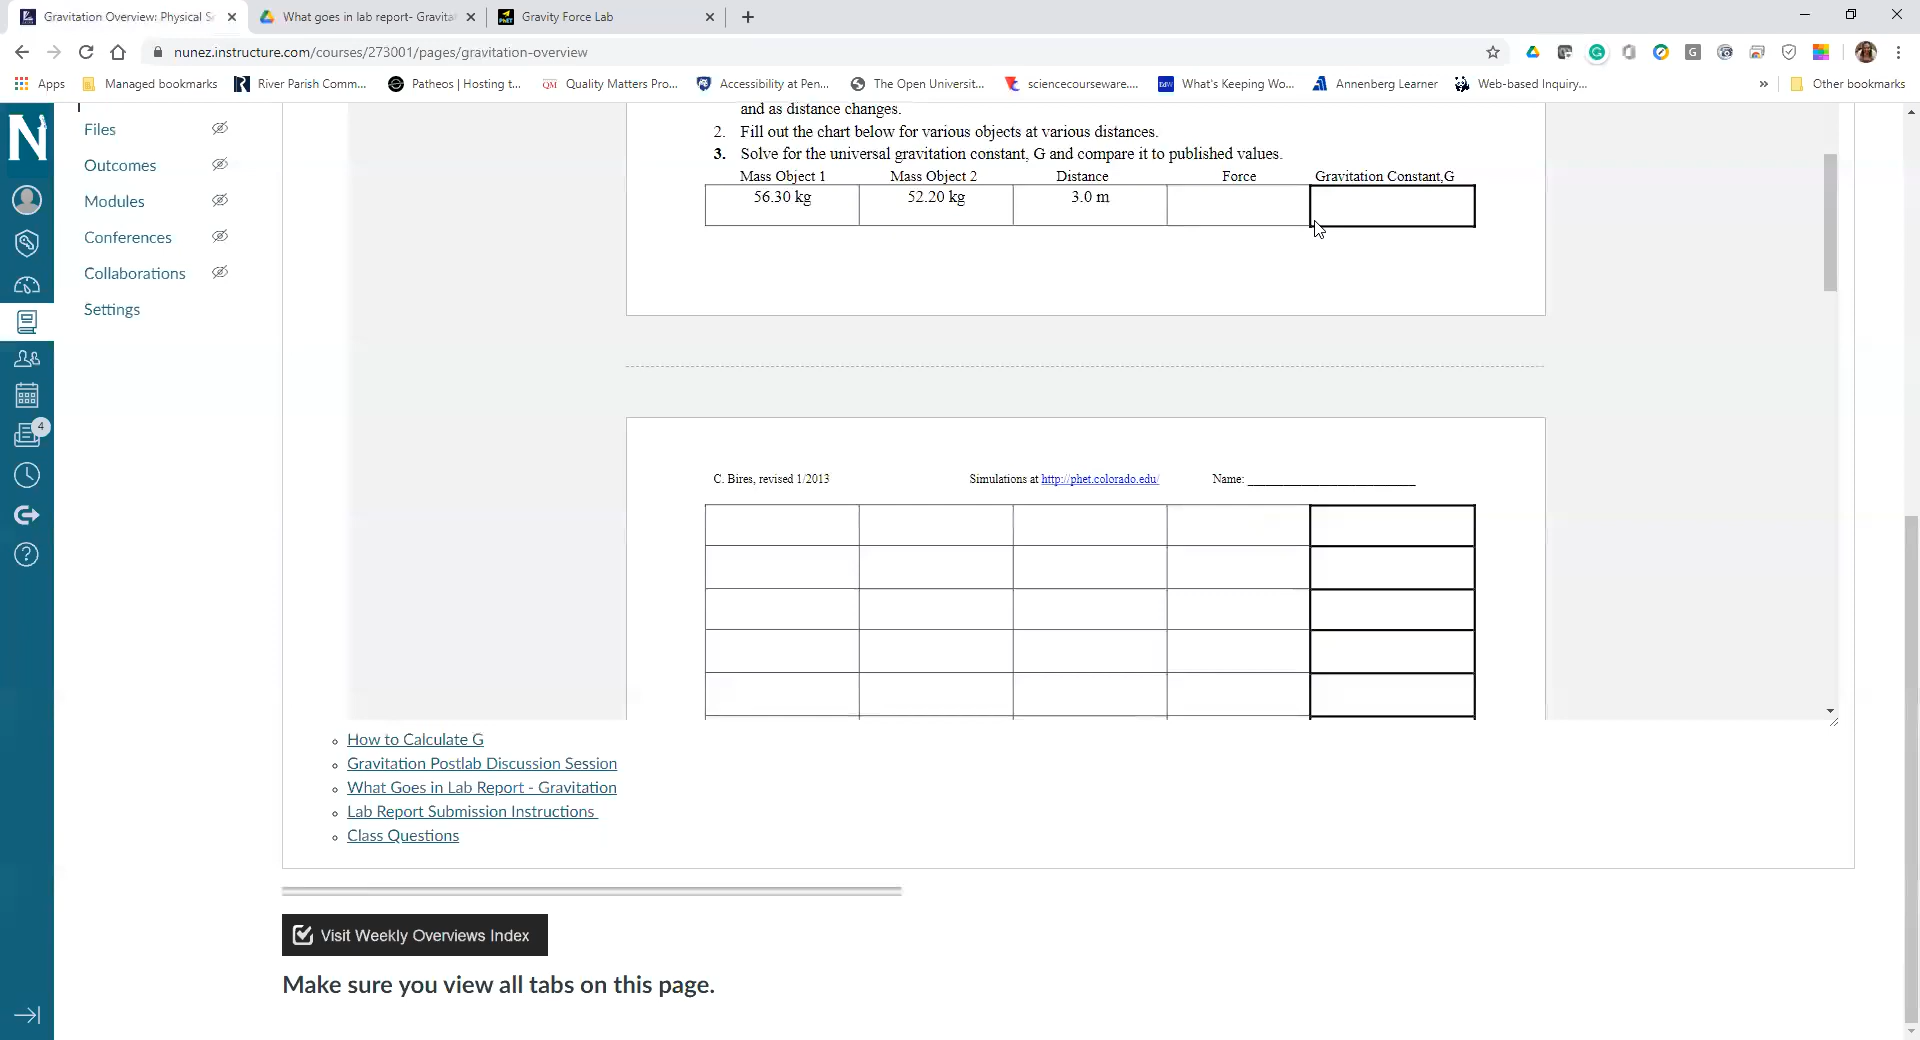 Gravitation Overview: Physical S
What goes in lab report- Gravita
Gravity Force Lab
nunez.instructure.com/courses/273001/pages/gravitation-overview
Apps
Managed bookmarks
River Parish Comm...
Patheos | Hosting t...
QM
Quality Matters Pro...
Accessibility at Pen...
The Open Universit...
sciencecourseware....
What's Keeping Wo...
Annenberg Learner
Web-based Inquiry...
»
Other bookmarks
N
Files
Outcomes
Modules
Conferences
Collaborations
Settings
4
and as distance changes.
2. Fill out the chart below for various objects at various distances.
3. Solve for the universal gravitation constant, G and compare it to published values.
Mass Object 1 Mass Object 2 Distance Force Gravitation Constant,G
56.30 kg 52.20 kg 3.0 m
C. Bires, revised 1/2013 Simulations at http://phet.colorado.edu/ Name: ___________________________
How to Calculate G
Gravitation Postlab Discussion Session
What Goes in Lab Report - Gravitation
Lab Report Submission Instructions
Class Questions
Visit Weekly Overviews Index
Make sure you view all tabs on this page.